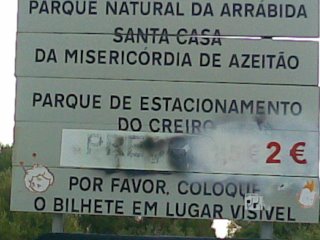 PARQUE NATURAL DA ARRÁBIDA
SANTA CASA
DA MISERICÓRDIA DE AZEITÃO
PARQUE DE ESTACIONAMENTO
DO CREIRO
2 €
POR FAVOR, COLOQUE
O BILHETE EM LUGAR VISÍVEL